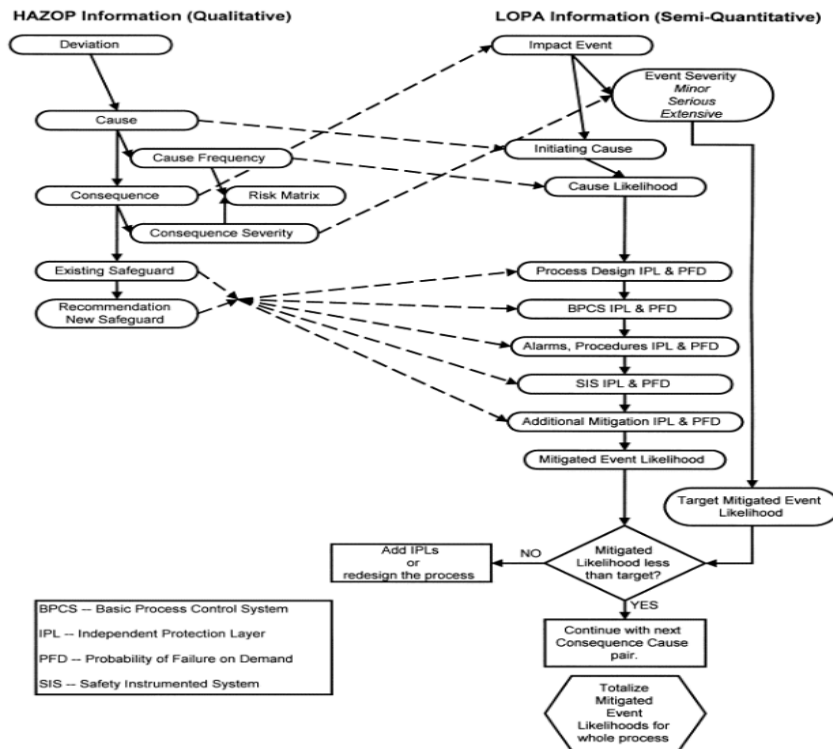 HAZOP Information (Qualitative)
LOPA Information (Semi-Quantitative)
Deviation
Cause
Cause Frequency
Consequence
Risk Matrix
Consequence Severity
Existing Safeguard
Recommendation
New Safeguard
Impact Event
Event Severity
Minor
Serious
Extensive
Initiating Cause
Cause Likelihood
Process Design IPL & PFD
BPCS IPL & PFD
Alarms, Procedures IPL & PFD
SIS IPL & PFD
Additional Mitigation IPL & PFD
Mitigated Event Likelihood
Target Mitigated Event
Likelihood
Mitigated
Likelihood less
than target?
NO
Add IPLs
or
redesign the process
YES
Continue with next
Consequence Cause
pair.
Totalize
Mitigated
Event
Likelihoods for
whole process
BPCS -- Basic Process Control System
IPL -- Independent Protection Layer
PFD -- Probability of Failure on Demand
SIS -- Safety Instrumented System